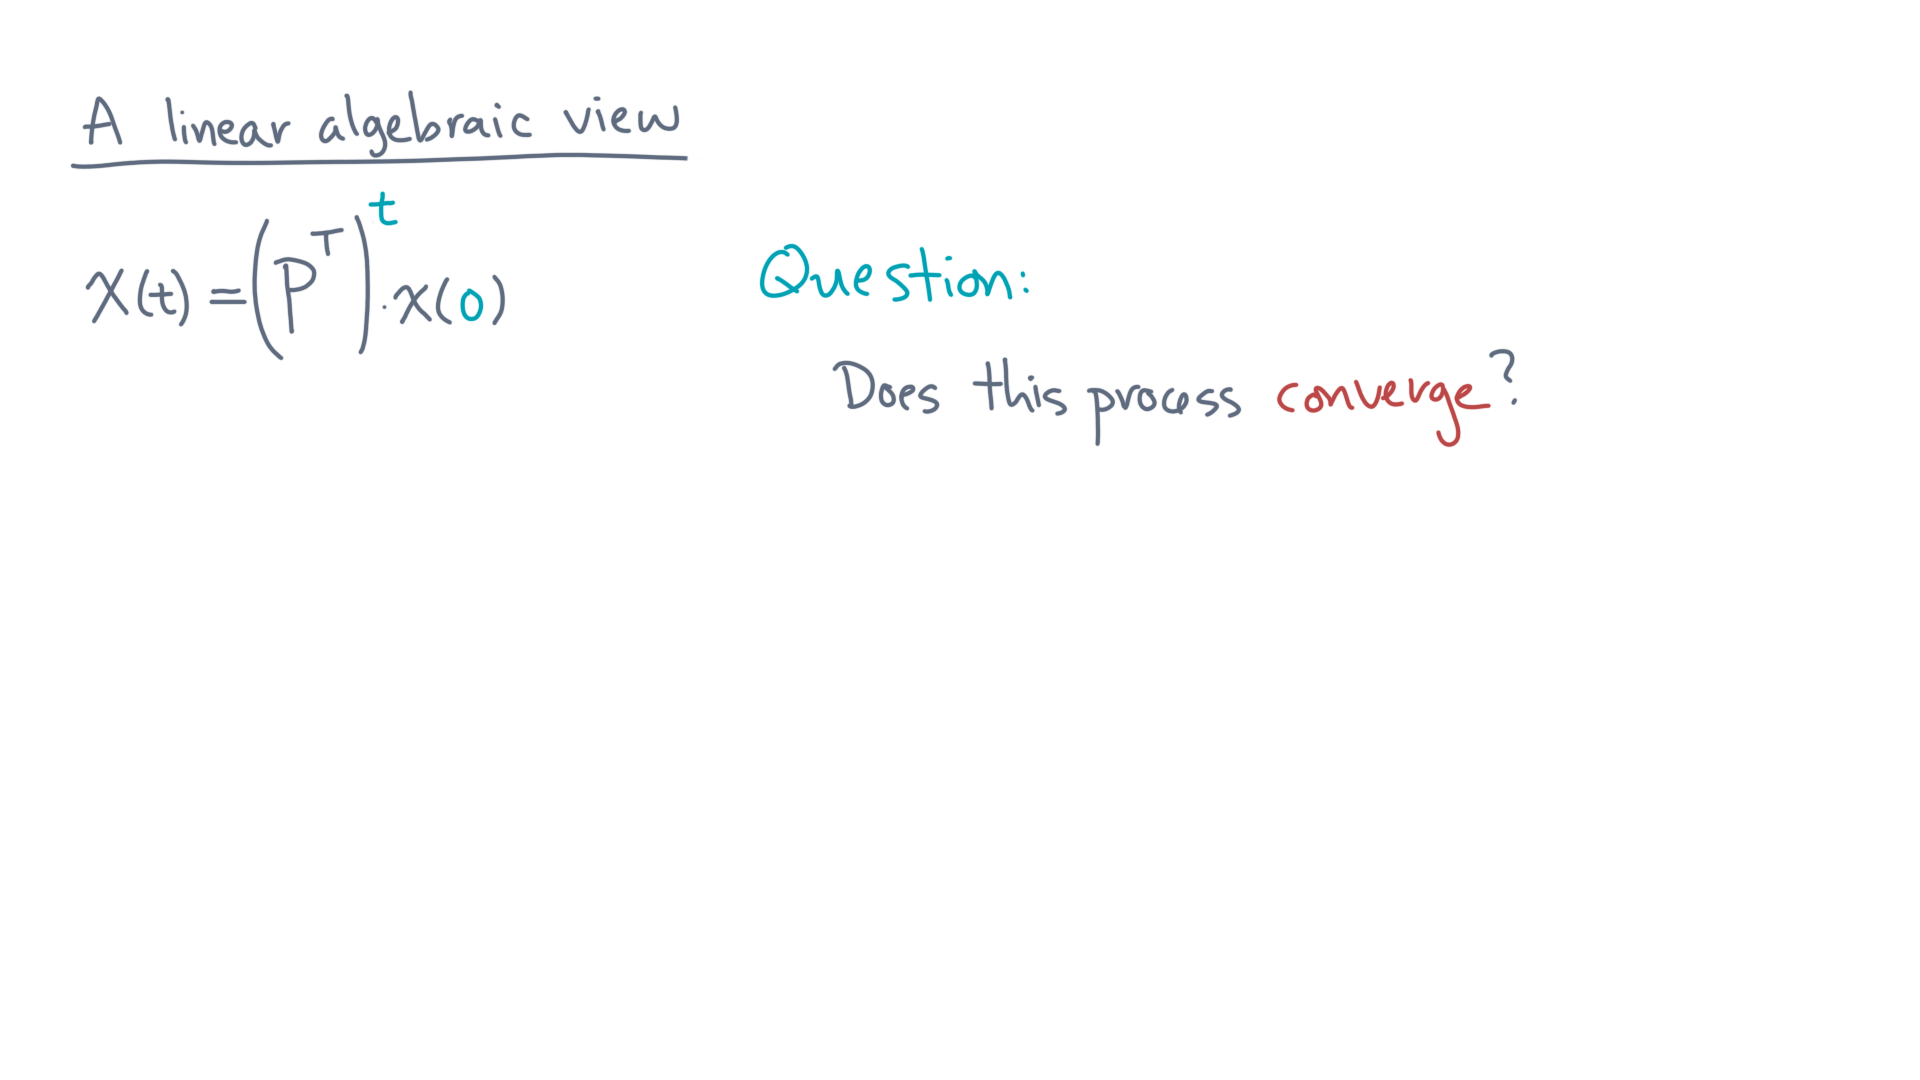 A linear algebraic view
X(t) = (P^T)^t · X(0)
Question:
Does this process converge?